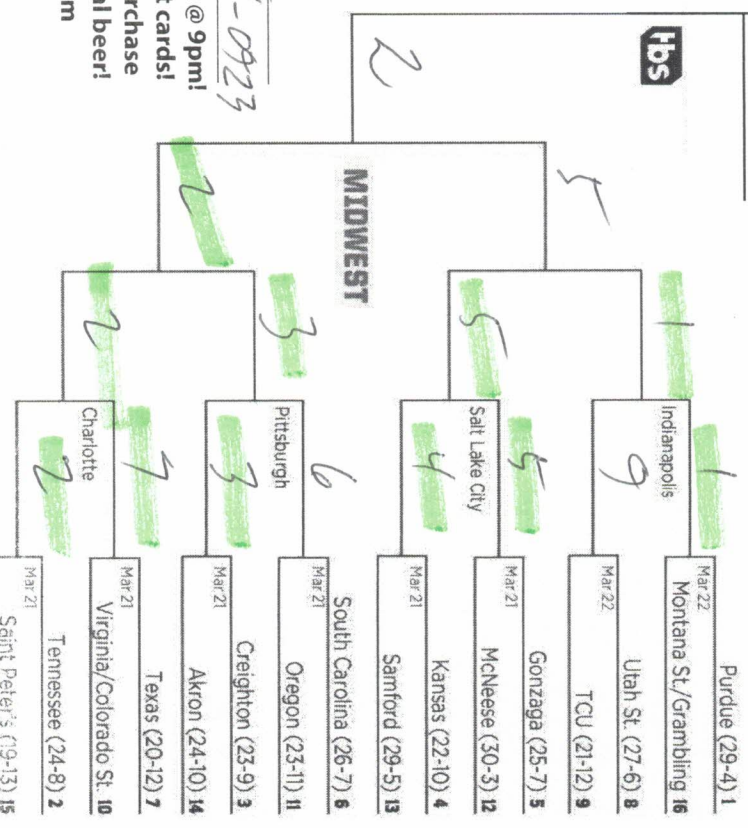 Purdue (29-4) 1
1
Mar 22
Montana St./Grambling 16
1
Indianapolis
tbs
Utah St. (27-6) 8
9
Mar 22
TCU (21-12) 9
5
Gonzaga (25-7) 5
5
Mar 21
McNeese (30-3) 12
5
Salt Lake City
Kansas (22-10) 4
4
Mar 21
Samford (29-5) 13
2
MIDWEST
South Carolina (26-7) 6
6
Mar 21
Oregon (23-11) 11
3
Pittsburgh
Creighton (23-9) 3
3
-0923
Mar 21
Akron (24-10) 14
2
@ 9pm!
t cards!
rchase
al beer!
m
Texas (20-12) 7
7
Mar 21
Virginia/Colorado St. 10
2
Charlotte
Tennessee (24-8) 2
2
Mar 21
Saint Peter's (19-13) 15